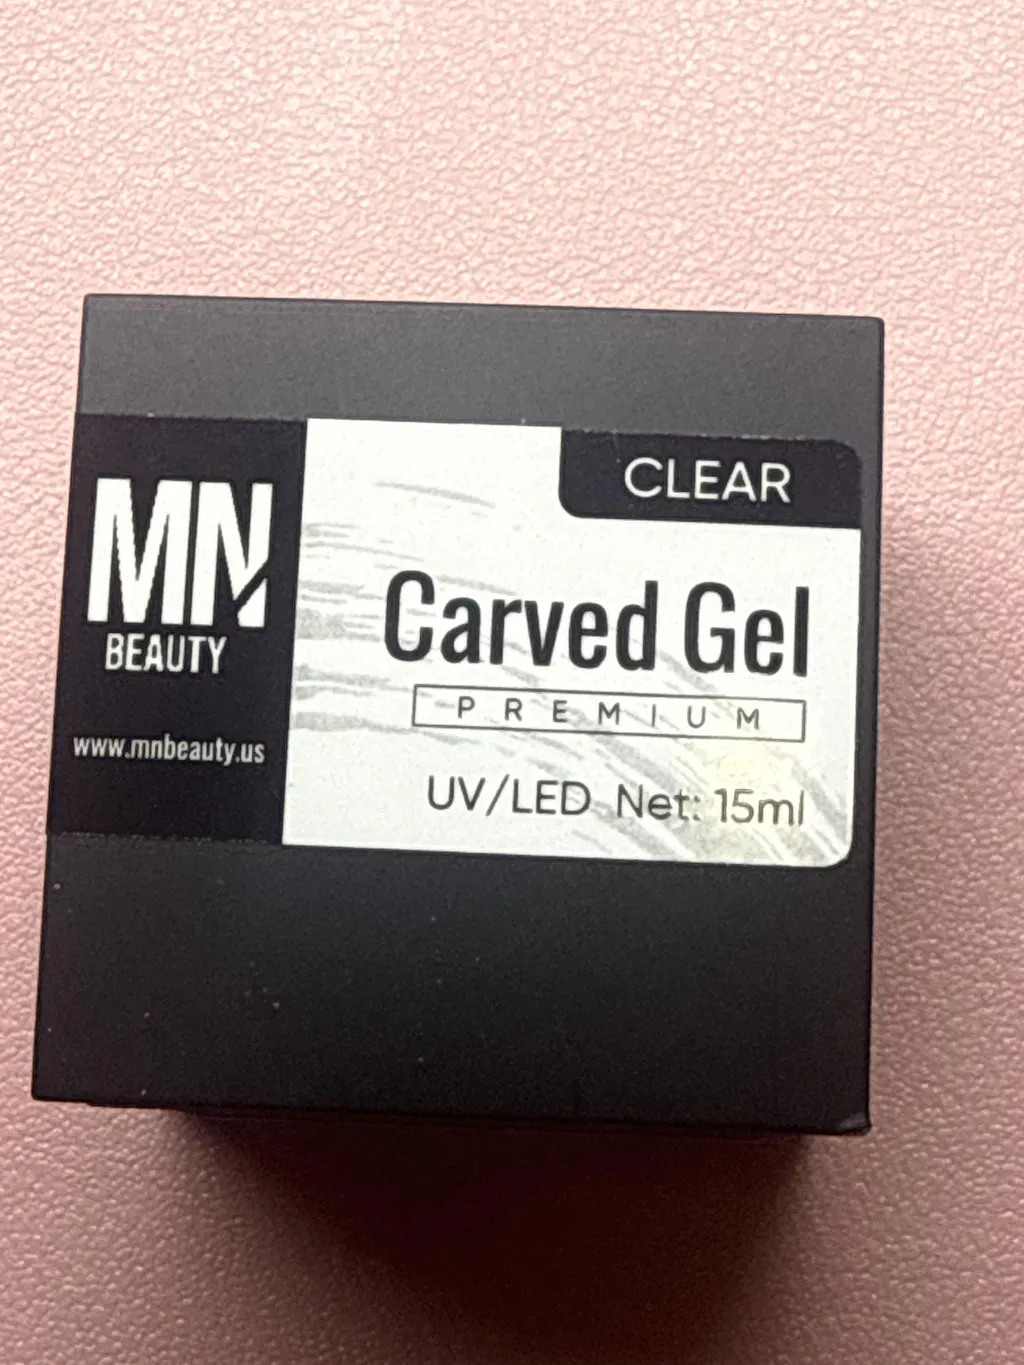 MN
BEAUTY
www.mnbeauty.us
CLEAR
Carved Gel
PREMIUM
UV/LED Net: 15ml